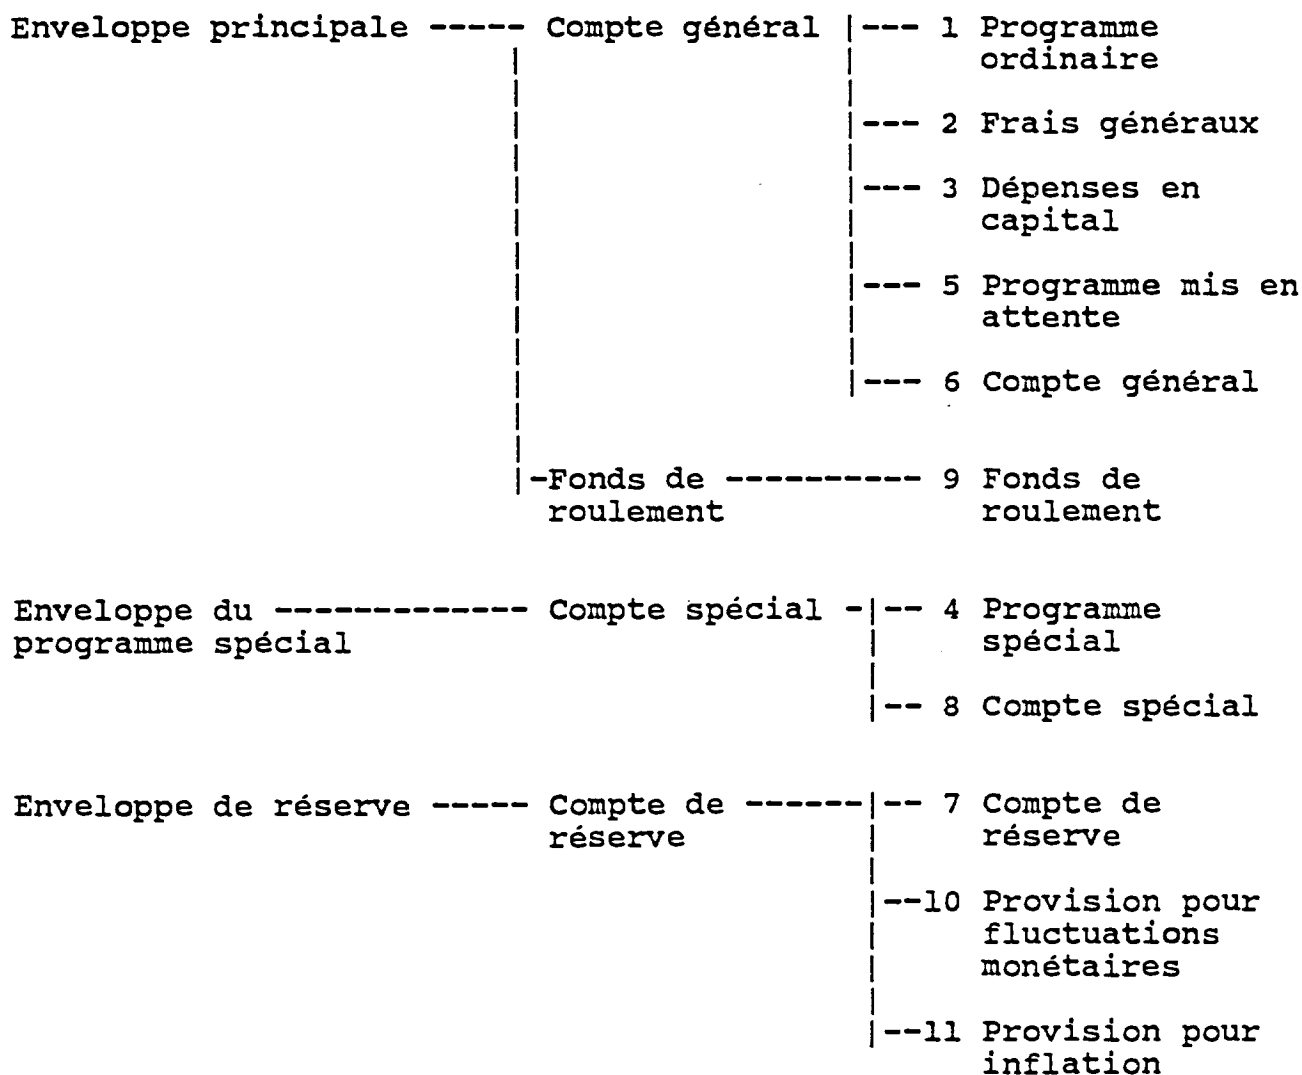 Enveloppe principale ----- Compte général |--- 1 Programme
ordinaire
|--- 2 Frais généraux
|--- 3 Dépenses en
capital
|--- 5 Programme mis en
attente
|--- 6 Compte général
|-Fonds de ---------- 9 Fonds de
roulement roulement
Enveloppe du ------------- Compte spécial -|-- 4 Programme
programme spécial spécial
|-- 8 Compte spécial
Enveloppe de réserve ----- Compte de ------|-- 7 Compte de
réserve réserve
|--10 Provision pour
fluctuations
monétaires
|--11 Provision pour
inflation